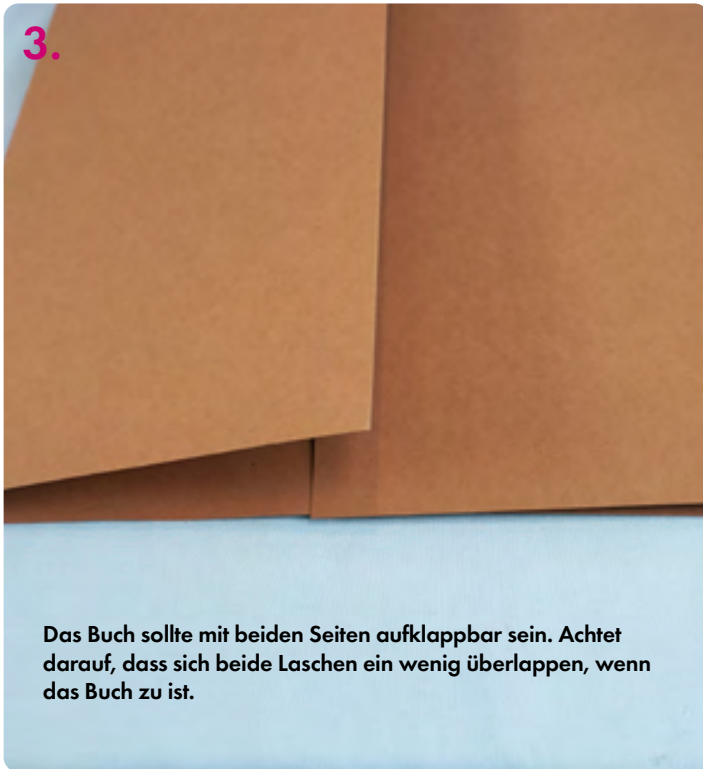 3.
Das Buch sollte mit beiden Seiten aufklappbar sein. Achtet
darauf, dass sich beide Laschen ein wenig überlappen, wenn
das Buch zu ist.